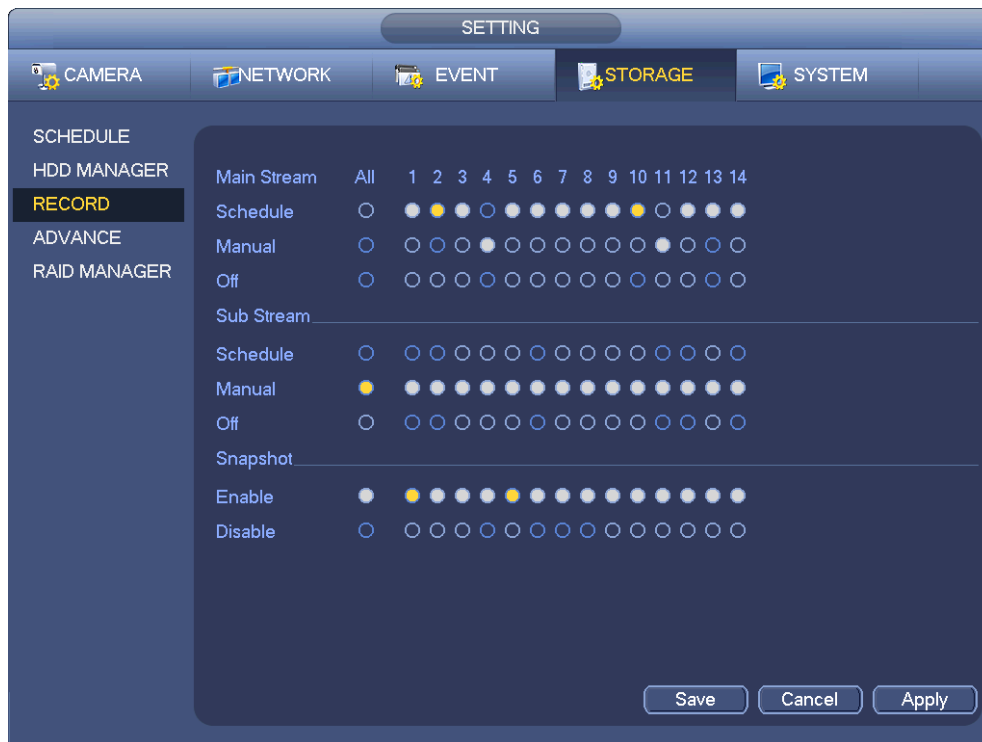 SETTING
CAMERA NETWORK EVENT STORAGE SYSTEM
SCHEDULE
HDD MANAGER
RECORD
ADVANCE
RAID MANAGER
Main Stream All 1 2 3 4 5 6 7 8 9 10 11 12 13 14
Schedule
Manual
Off
Sub Stream
Schedule
Manual
Off
Snapshot
Enable
Disable
Save Cancel Apply